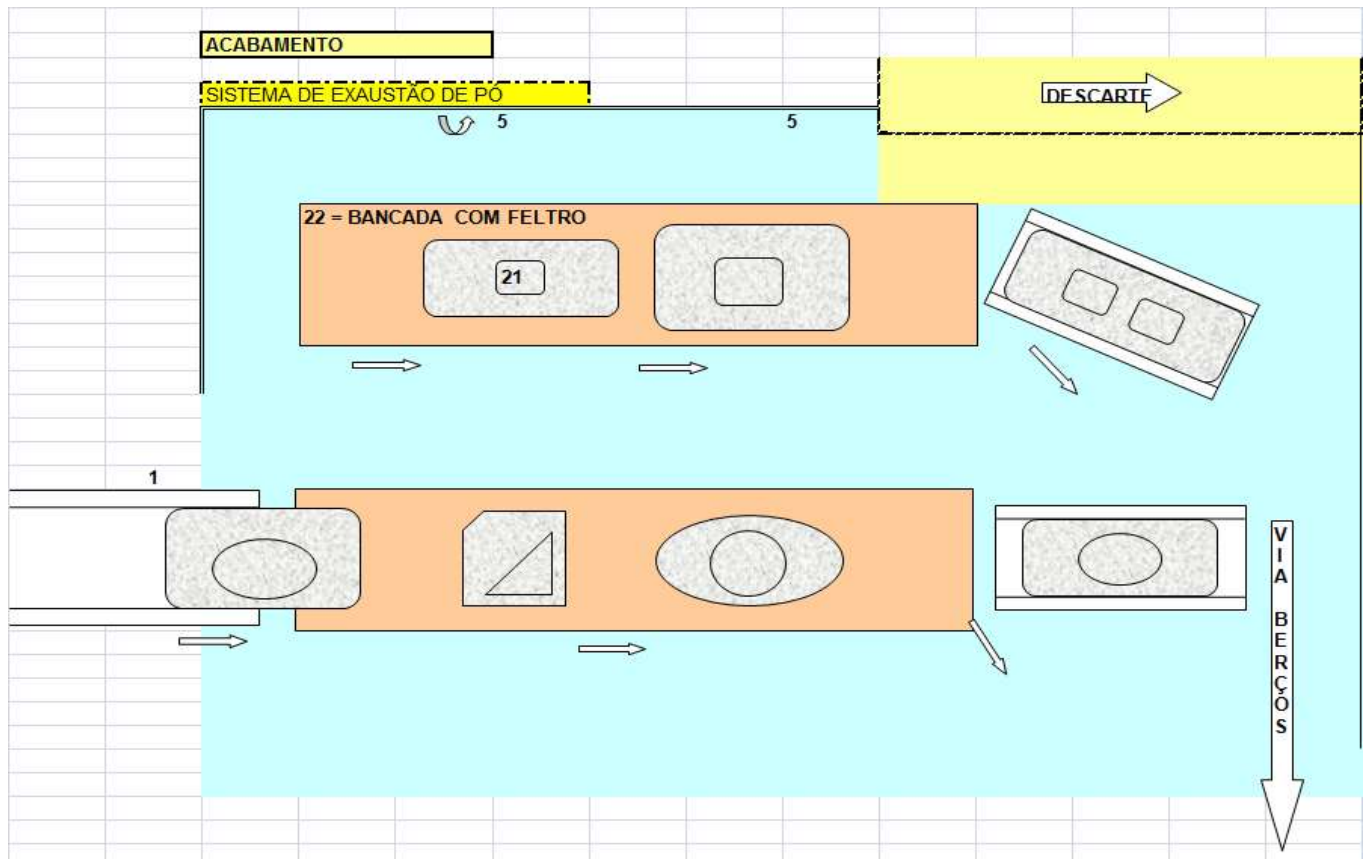 ACABAMENTO
SISTEMA DE EXAUSTÃO DE PÓ
DESCARTE
5
5
22 = BANCADA COM FELTRO
21
1
VIA BERÇOS